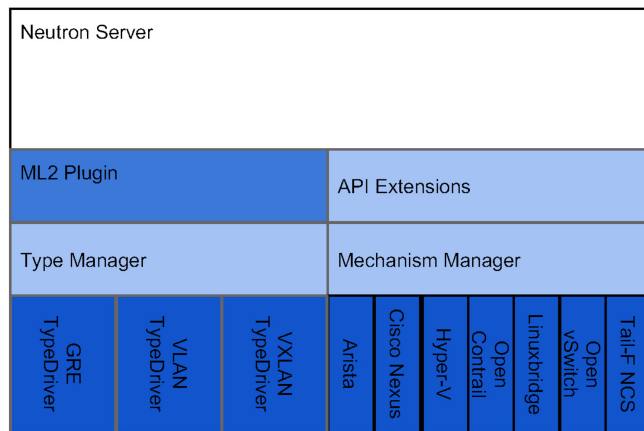 Neutron Server
ML2 Plugin
API Extensions
Type Manager
Mechanism Manager
GRE
TypeDriver
VLAN
TypeDriver
VXLAN
TypeDriver
Arista
Cisco Nexus
Hyper-V
Open
Contrail
Linuxbridge
Open
vSwitch
Tail-F NCS